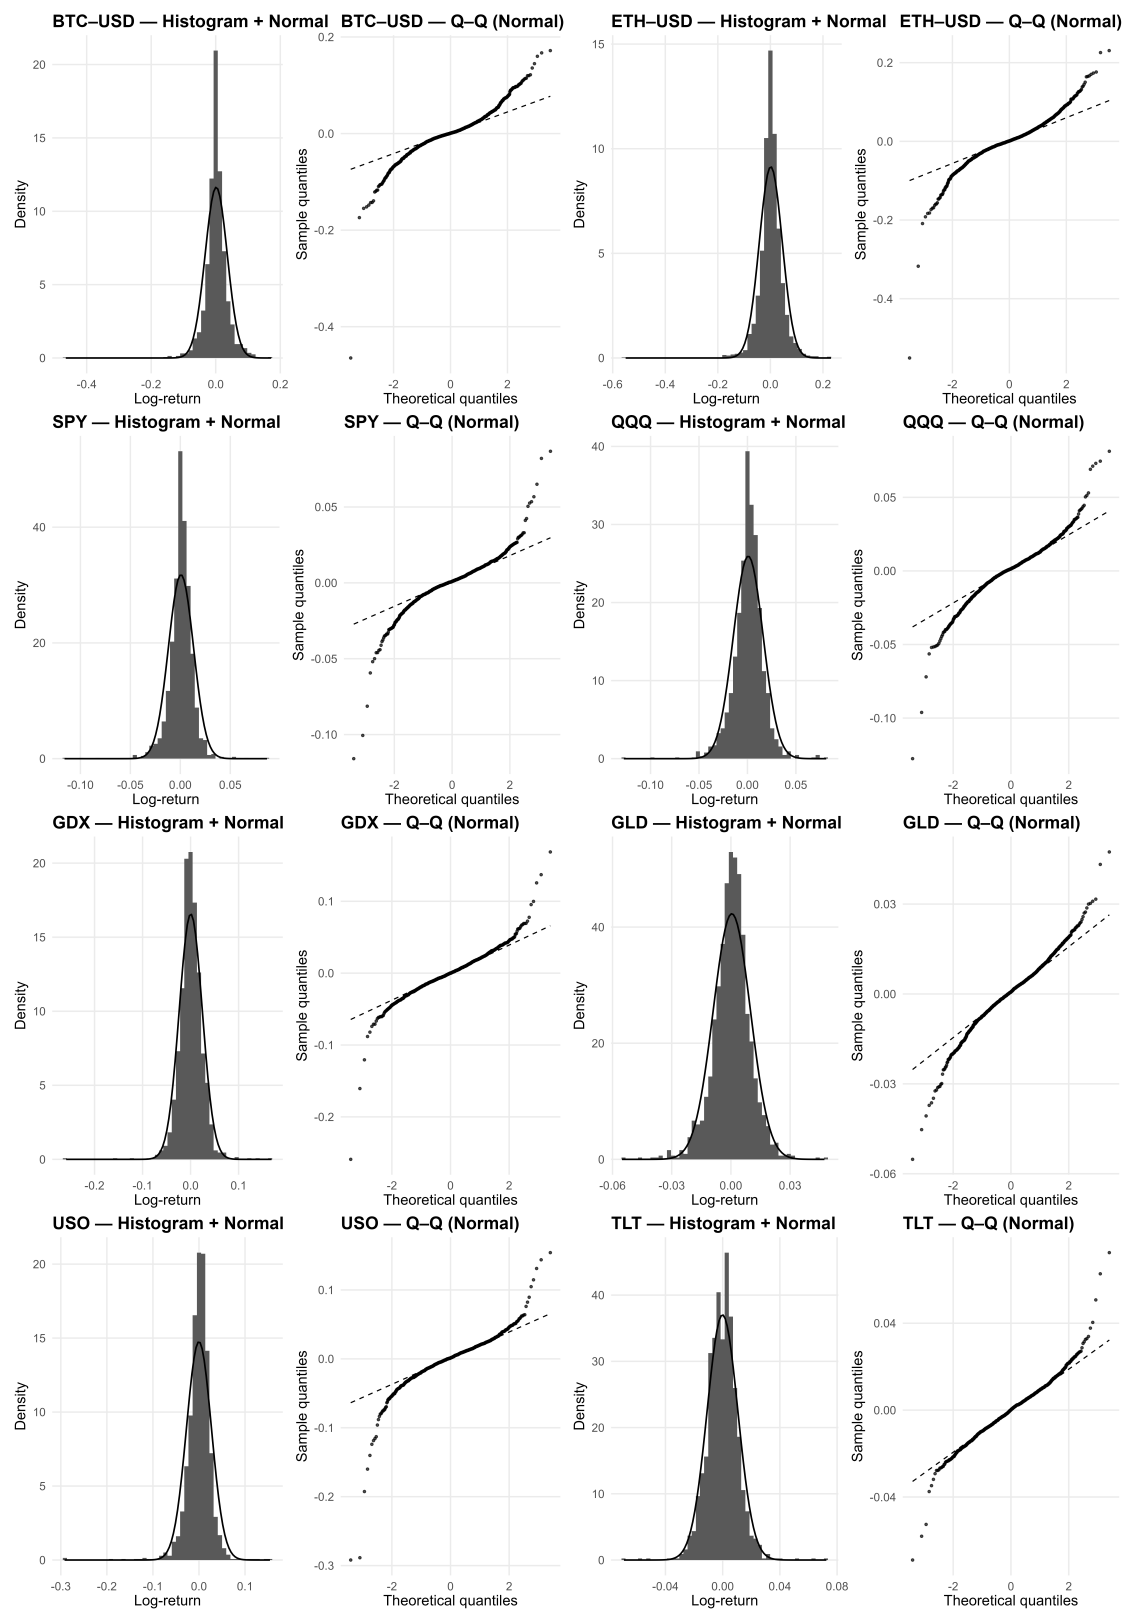 BTC–USD — Histogram + Normal
20
15
10
5
0
Density
-0.4
-0.2
0.0
0.2
Log-return
BTC–USD — Q–Q (Normal)
0.2
0.0
-0.2
-0.4
Sample quantiles
-2
0
2
Theoretical quantiles
ETH–USD — Histogram + Normal
15
10
5
0
Density
-0.6
-0.4
-0.2
0.0
0.2
Log-return
ETH–USD — Q–Q (Normal)
0.2
0.0
-0.2
-0.4
Sample quantiles
-2
0
2
Theoretical quantiles
SPY — Histogram + Normal
40
20
0
Density
-0.10
-0.05
0.00
0.05
Log-return
SPY — Q–Q (Normal)
0.05
0.00
-0.05
-0.10
Sample quantiles
-2
0
2
Theoretical quantiles
QQQ — Histogram + Normal
40
30
20
10
0
Density
-0.10
-0.05
0.00
0.05
Log-return
QQQ — Q–Q (Normal)
0.05
0.00
-0.05
-0.10
Sample quantiles
-2
0
2
Theoretical quantiles
GDX — Histogram + Normal
20
15
10
5
0
Density
-0.2
-0.1
0.0
0.1
Log-return
GDX — Q–Q (Normal)
0.1
0.0
-0.1
-0.2
Sample quantiles
-2
0
2
Theoretical quantiles
GLD — Histogram + Normal
40
20
0
Density
-0.06
-0.03
0.00
0.03
Log-return
GLD — Q–Q (Normal)
0.03
0.00
-0.03
-0.06
Sample quantiles
-2
0
2
Theoretical quantiles
USO — Histogram + Normal
20
15
10
5
0
Density
-0.3
-0.2
-0.1
0.0
0.1
Log-return
USO — Q–Q (Normal)
0.1
0.0
-0.1
-0.2
-0.3
Sample quantiles
-2
0
2
Theoretical quantiles
TLT — Histogram + Normal
40
30
20
10
0
Density
-0.04
0.00
0.04
0.08
Log-return
TLT — Q–Q (Normal)
0.04
0.00
-0.04
Sample quantiles
-2
0
2
Theoretical quantiles